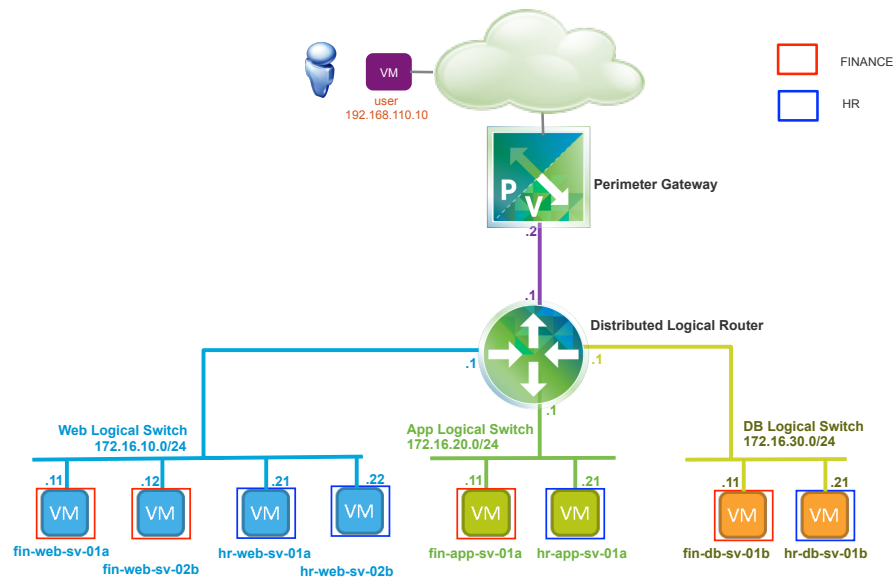 VM
user
192.168.110.10
FINANCE
HR
P
V
Perimeter Gateway
.2
.1
Distributed Logical Router
.1
.1
.1
Web Logical Switch
172.16.10.0/24
App Logical Switch
172.16.20.0/24
DB Logical Switch
172.16.30.0/24
.11
.12
.21
.22
.11
.21
.11
.21
VM
VM
VM
VM
VM
VM
VM
VM
fin-web-sv-01a
fin-web-sv-02b
hr-web-sv-01a
hr-web-sv-02b
fin-app-sv-01a
hr-app-sv-01a
fin-db-sv-01b
hr-db-sv-01b